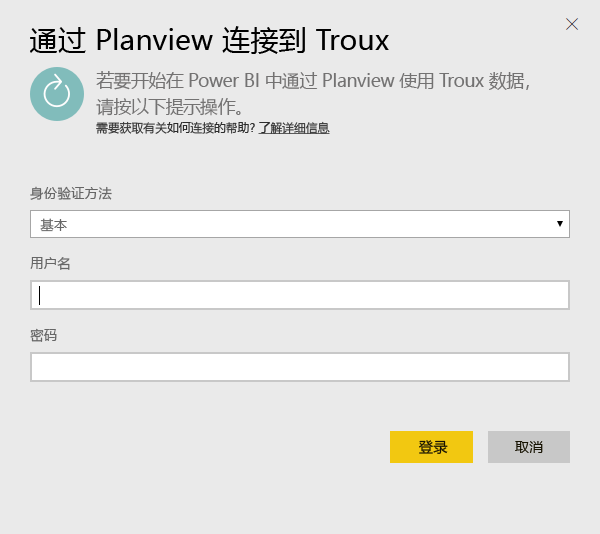 通过 Planview 连接到 Troux
若要开始在 Power BI 中通过 Planview 使用 Troux 数据，
请按以下提示操作。
需要获取有关如何连接的帮助? 了解详细信息
身份验证方法
基本
用户名
密码
登录 取消